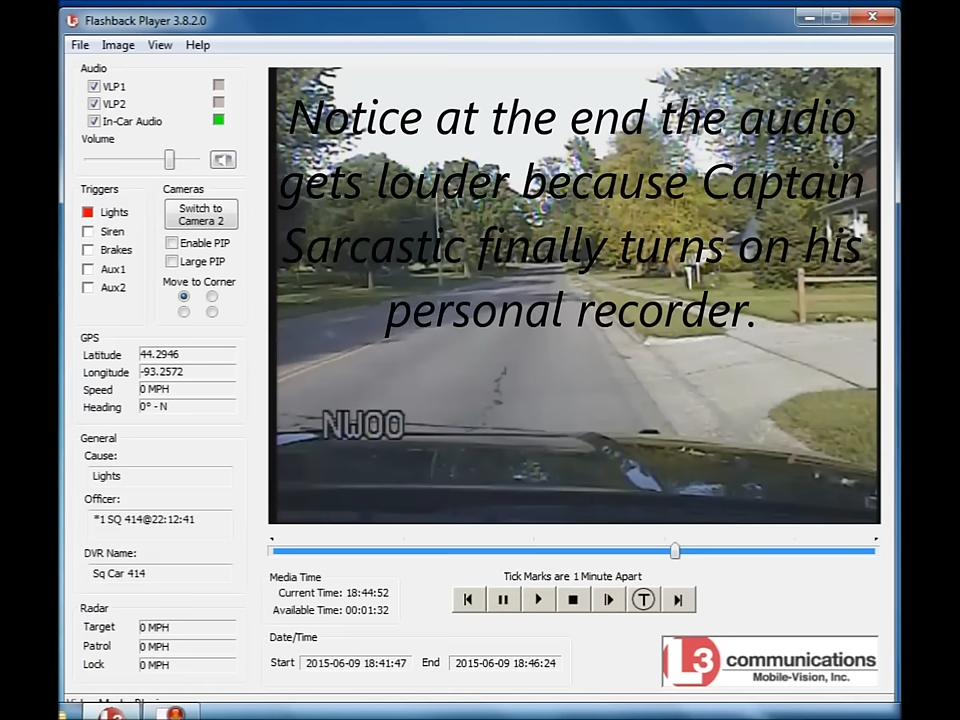 Flashback Player 3.8.2.0
File Image View Help
Audio
VLP1
VLP2
In-Car Audio
Volume
Triggers
Lights
Siren
Brakes
Aux1
Aux2
Cameras
Switch to
Camera 2
Enable PIP
Large PIP
Move to Corner
GPS
Latitude 44.2946
Longitude -93.2572
Speed 0 MPH
Heading 0° - N
General
Cause:
Lights
Officer:
*1 SQ 414@22:12:41
DVR Name:
Sq Car 414
Radar
Target 0 MPH
Patrol 0 MPH
Lock 0 MPH
Notice at the end the audio
gets louder because Captain
Sarcastic finally turns on his
personal recorder.
NW00
Media Time
Current Time: 18:44:52
Available Time: 00:01:32
Tick Marks are 1 Minute Apart
T
Date/Time
Start 2015-06-09 18:41:47 End 2015-06-09 18:46:24
L3 communications
Mobile-Vision, Inc.